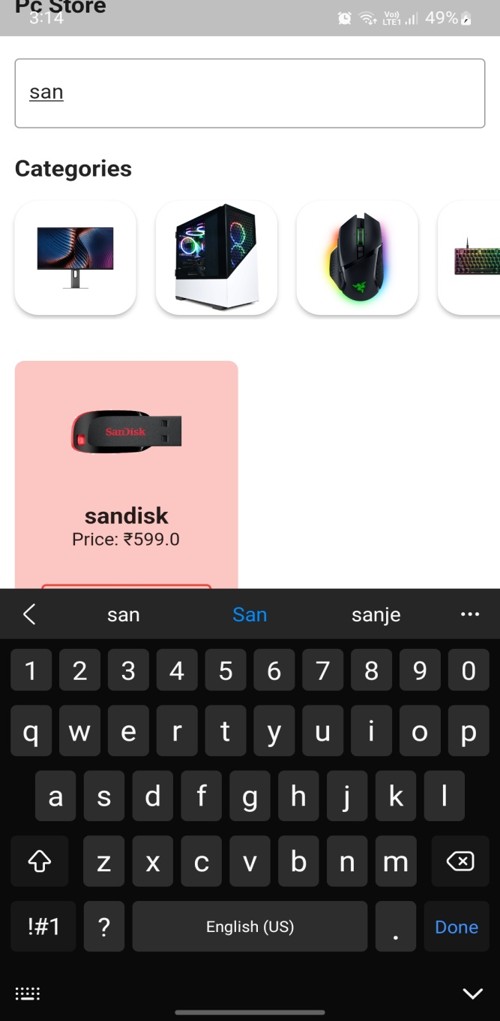 Pc Store
3:14
Vo))
LTE1
49%
san
Categories
SanDisk
sandisk
Price: ₹599.0
san San sanje
1 2 3 4 5 6 7 8 9 0
q w e r t y u i o p
a s d f g h j k l
z x c v b n m
!#1 ? English (US) . Done